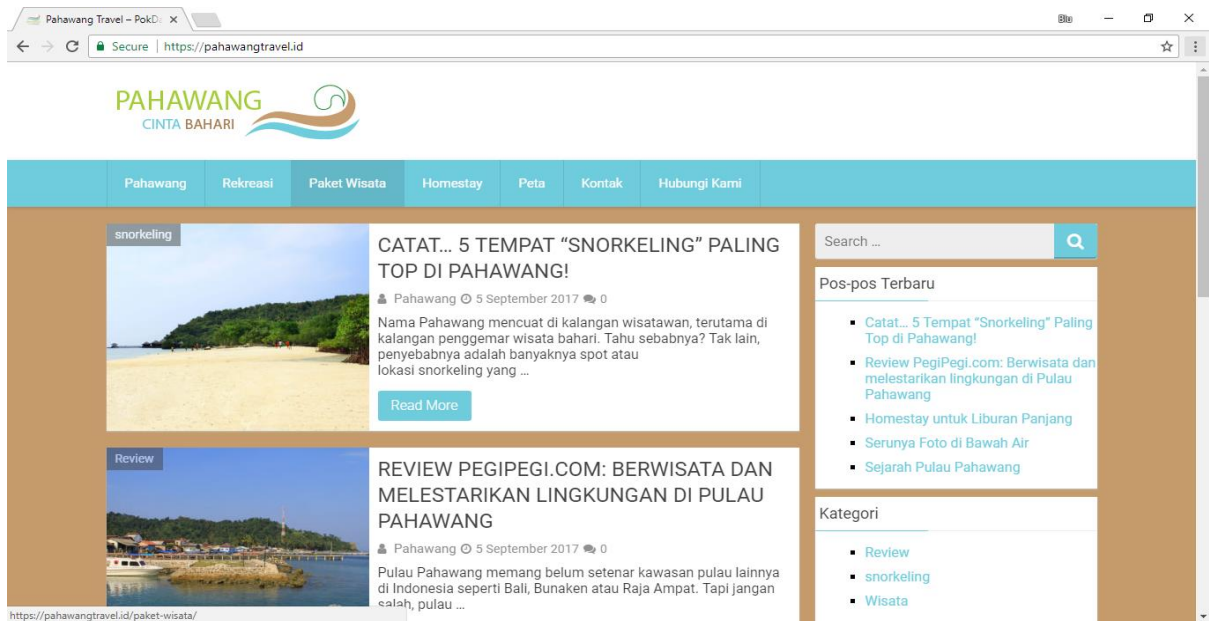 Pahawang Travel – PokDa
Blu
Secure | https://pahawangtravel.id
PAHAWANG
CINTA BAHARI
Pahawang Rekreasi Paket Wisata Homestay Peta Kontak Hubungi Kami
snorkeling
CATAT... 5 TEMPAT “SNORKELING” PALING
TOP DI PAHAWANG!
Pahawang 5 September 2017 0
Nama Pahawang mencuat di kalangan wisatawan, terutama di
kalangan penggemar wisata bahari. Tahu sebabnya? Tak lain,
penyebabnya adalah banyaknya spot atau
lokasi snorkeling yang ...
Read More
Review
REVIEW PEGIPEGI.COM: BERWISATA DAN
MELESTARIKAN LINGKUNGAN DI PULAU
PAHAWANG
Pahawang 5 September 2017 0
Pulau Pahawang memang belum setenar kawasan pulau lainnya
di Indonesia seperti Bali, Bunaken atau Raja Ampat. Tapi jangan
salah, pulau ...
Search ...
Pos-pos Terbaru
Catat... 5 Tempat “Snorkeling” Paling
Top di Pahawang!
Review PegiPegi.com: Berwisata dan
melestarikan lingkungan di Pulau
Pahawang
Homestay untuk Liburan Panjang
Serunya Foto di Bawah Air
Sejarah Pulau Pahawang
Kategori
Review
snorkeling
Wisata
https://pahawangtravel.id/paket-wisata/